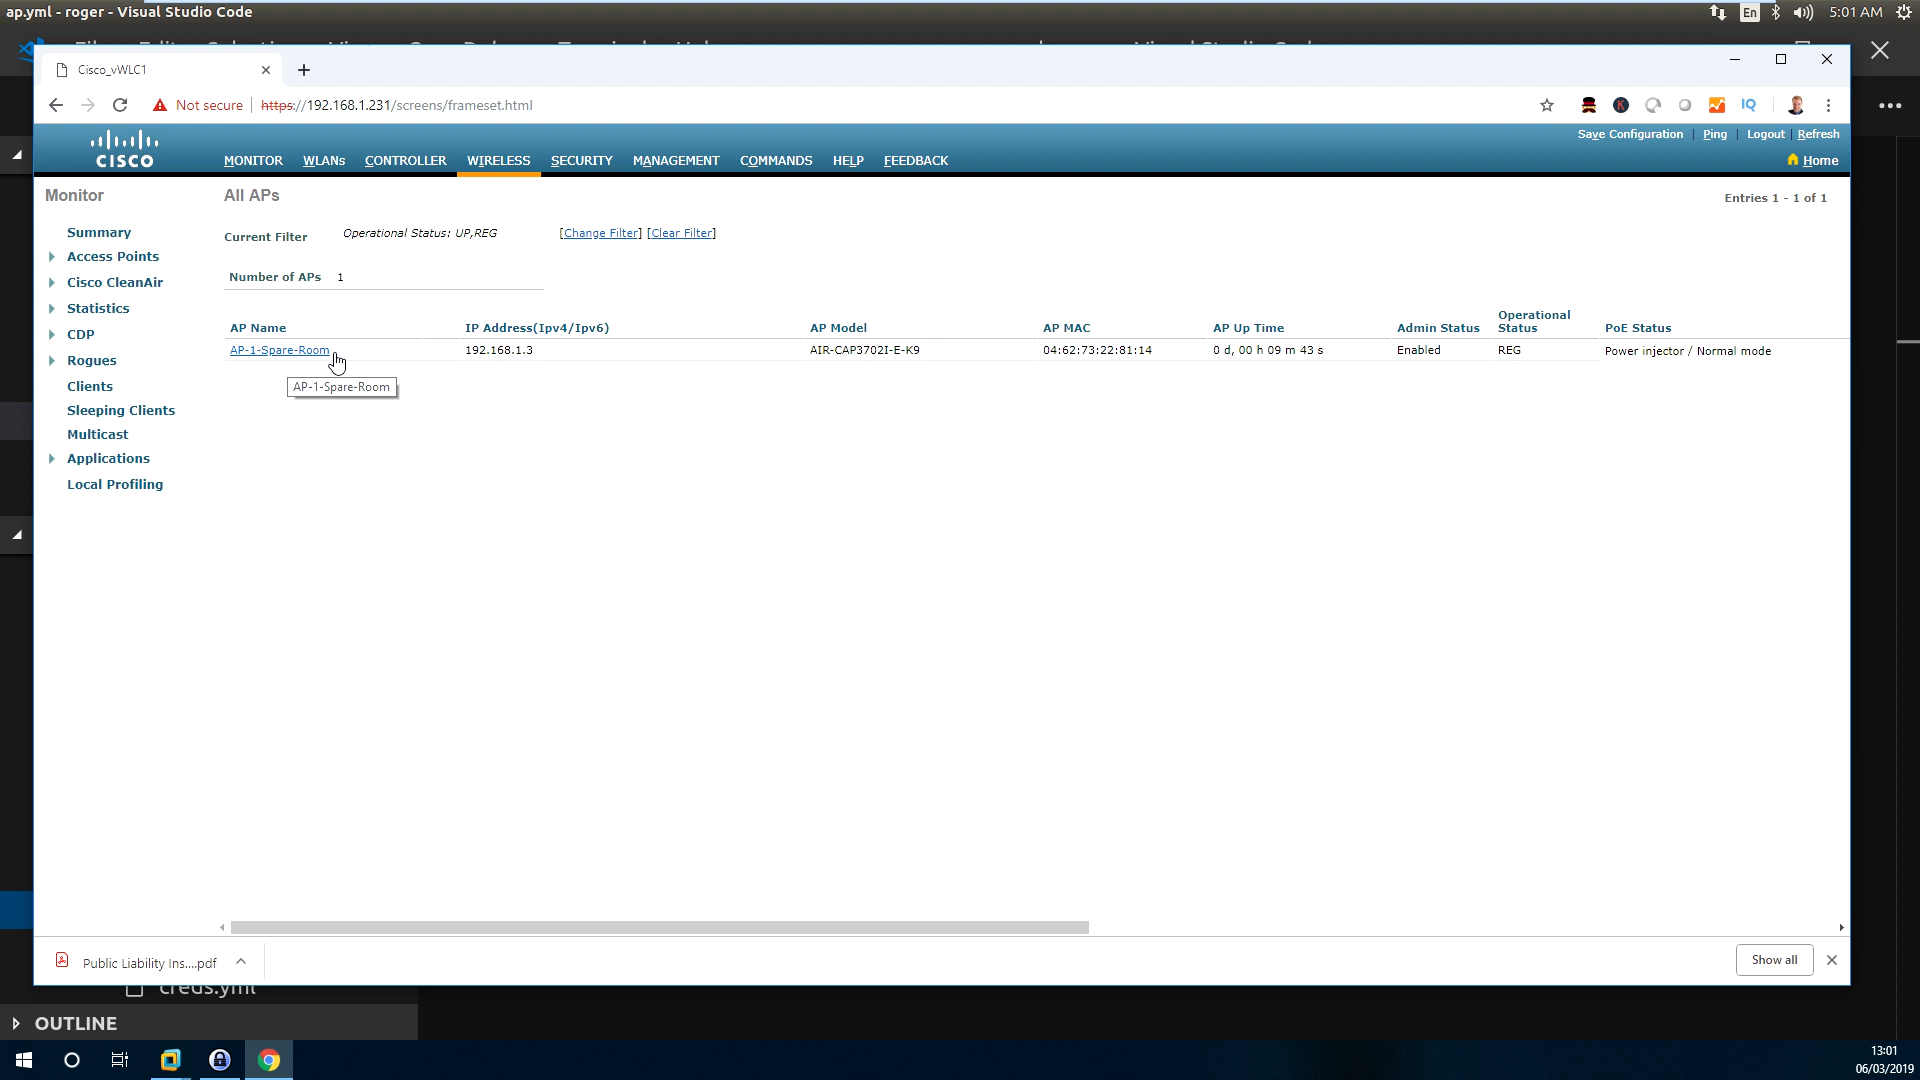 ap.yml - roger - Visual Studio Code
En
5:01 AM
Cisco_vWLC1
Not secure
https://192.168.1.231/screens/frameset.html
K
IQ
CISCO
Save Configuration | Ping | Logout | Refresh
MONITOR WLANs CONTROLLER WIRELESS SECURITY MANAGEMENT COMMANDS HELP FEEDBACK
Home
Monitor
Summary
Access Points
Cisco CleanAir
Statistics
CDP
Rogues
Clients
Sleeping Clients
Multicast
Applications
Local Profiling
All APs
Entries 1 - 1 of 1
Current Filter Operational Status: UP,REG [Change Filter] [Clear Filter]
Number of APs 1
AP Name IP Address(Ipv4/Ipv6) AP Model AP MAC AP Up Time Admin Status Operational Status PoE Status
AP-1-Spare-Room 192.168.1.3 AIR-CAP3702I-E-K9 04:62:73:22:81:14 0 d, 00 h 09 m 43 s Enabled REG Power injector / Normal mode
AP-1-Spare-Room
Public Liability Ins....pdf
Show all
creds.yml
OUTLINE
13:01
06/03/2019